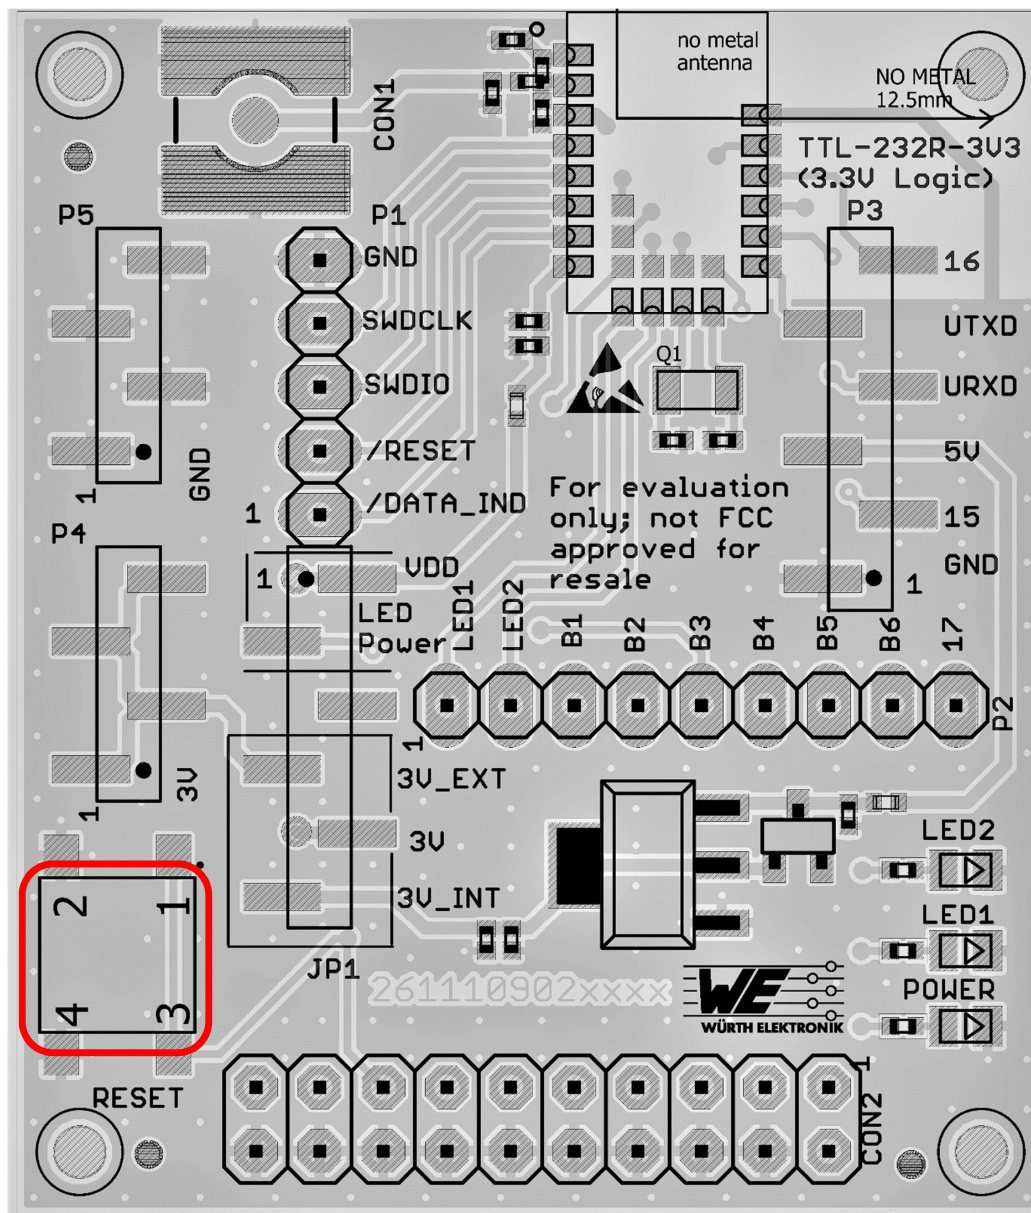 no metal
antenna
NO METAL
12.5mm
CON1
TTL-232R-3V3
(3.3V Logic)
P5
P1
P3
GND
16
SWDCLK
UTXD
Q1
SWDIO
URXD
/RESET
5V
GND
1
For evaluation
only; not FCC
approved for
resale
1
/DATA_IND
15
P4
GND
1
VDD
1
LED
Power
LED1
LED2
B1
B2
B3
B4
B5
B6
17
P2
1
3V
1
3V_EXT
3V
LED2
2
1
3V_INT
LED1
4
3
JP1
261110902xxxx
POWER
WE
WÜRTH ELEKTRONIK
RESET
1
CON2